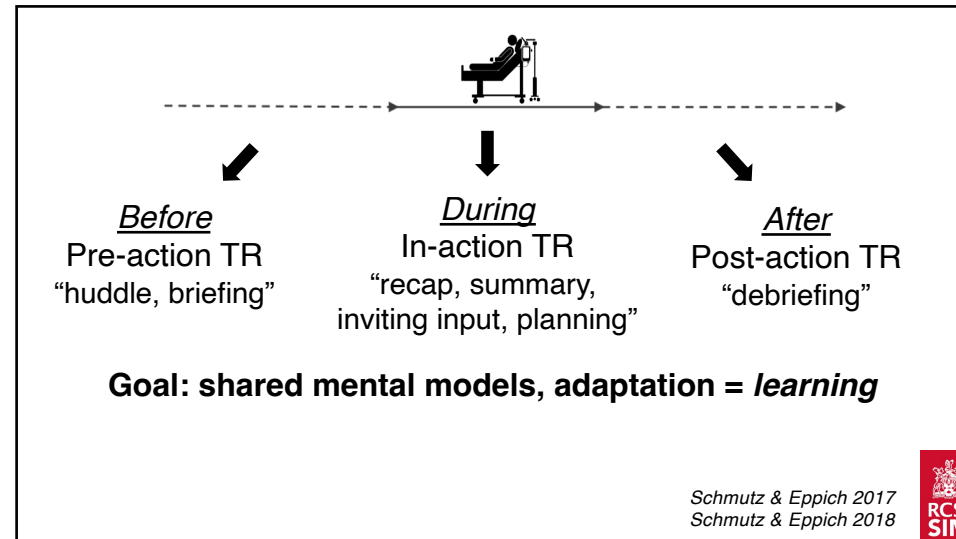 Before
Pre-action TR
“huddle, briefing”
During
In-action TR
“recap, summary,
inviting input, planning”
After
Post-action TR
“debriefing”
Goal: shared mental models, adaptation = learning
Schmutz & Eppich 2017
Schmutz & Eppich 2018